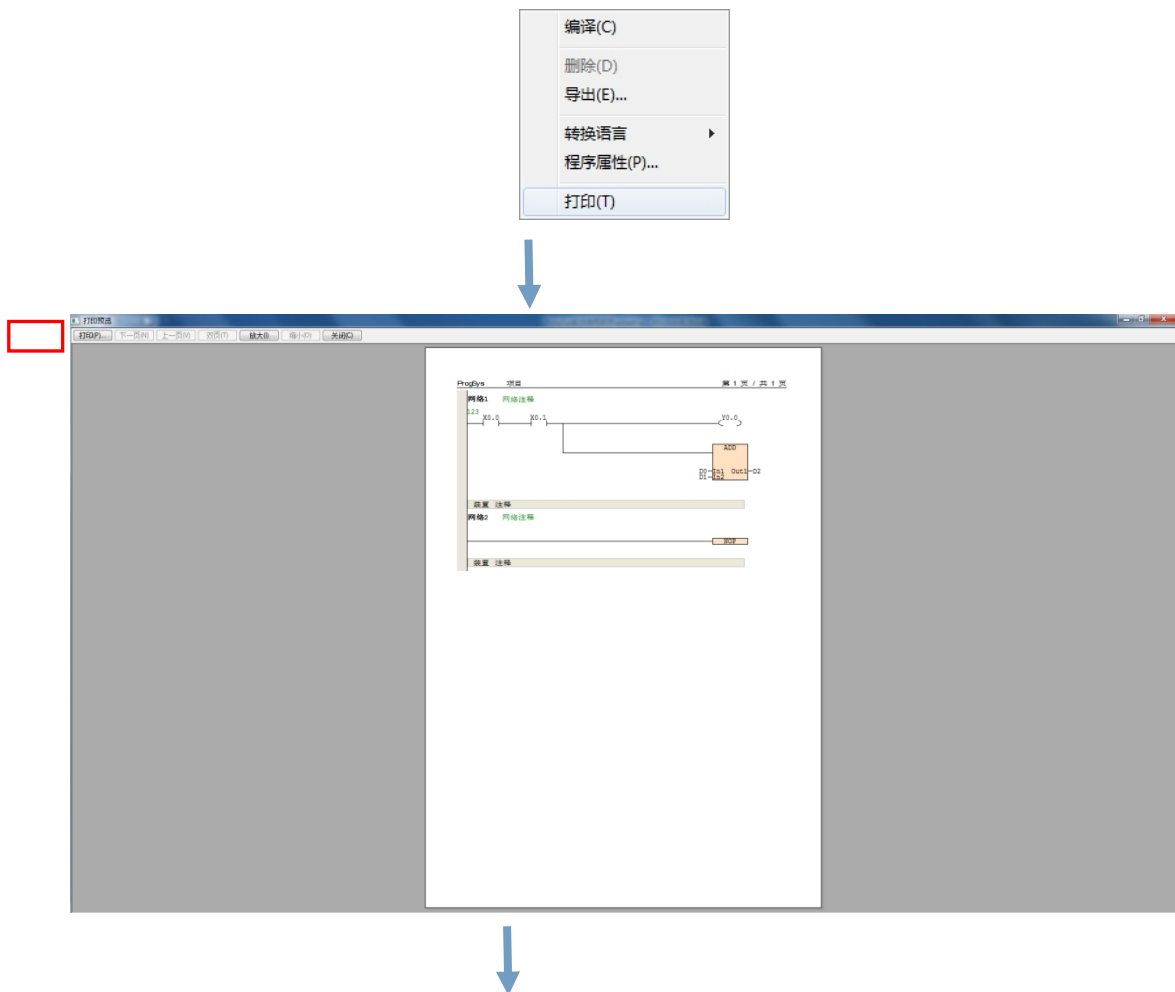 编译(C)
删除(D)
导出(E)...
转换语言
程序属性(P)...
打印(T)
打印预览
打印(P)... 下一页(N) 上一页(V) 双页(T) 放大(I) 缩小(O) 关闭(C)
ProgSys 项目 第 1 页 / 共 1 页
网络1 网络注释
123
X0.0 X0.1 Y0.0
ADD
D0 In1 Out1 D2
D1 In2
装置 注释
网络2 网络注释
NOP
装置 注释